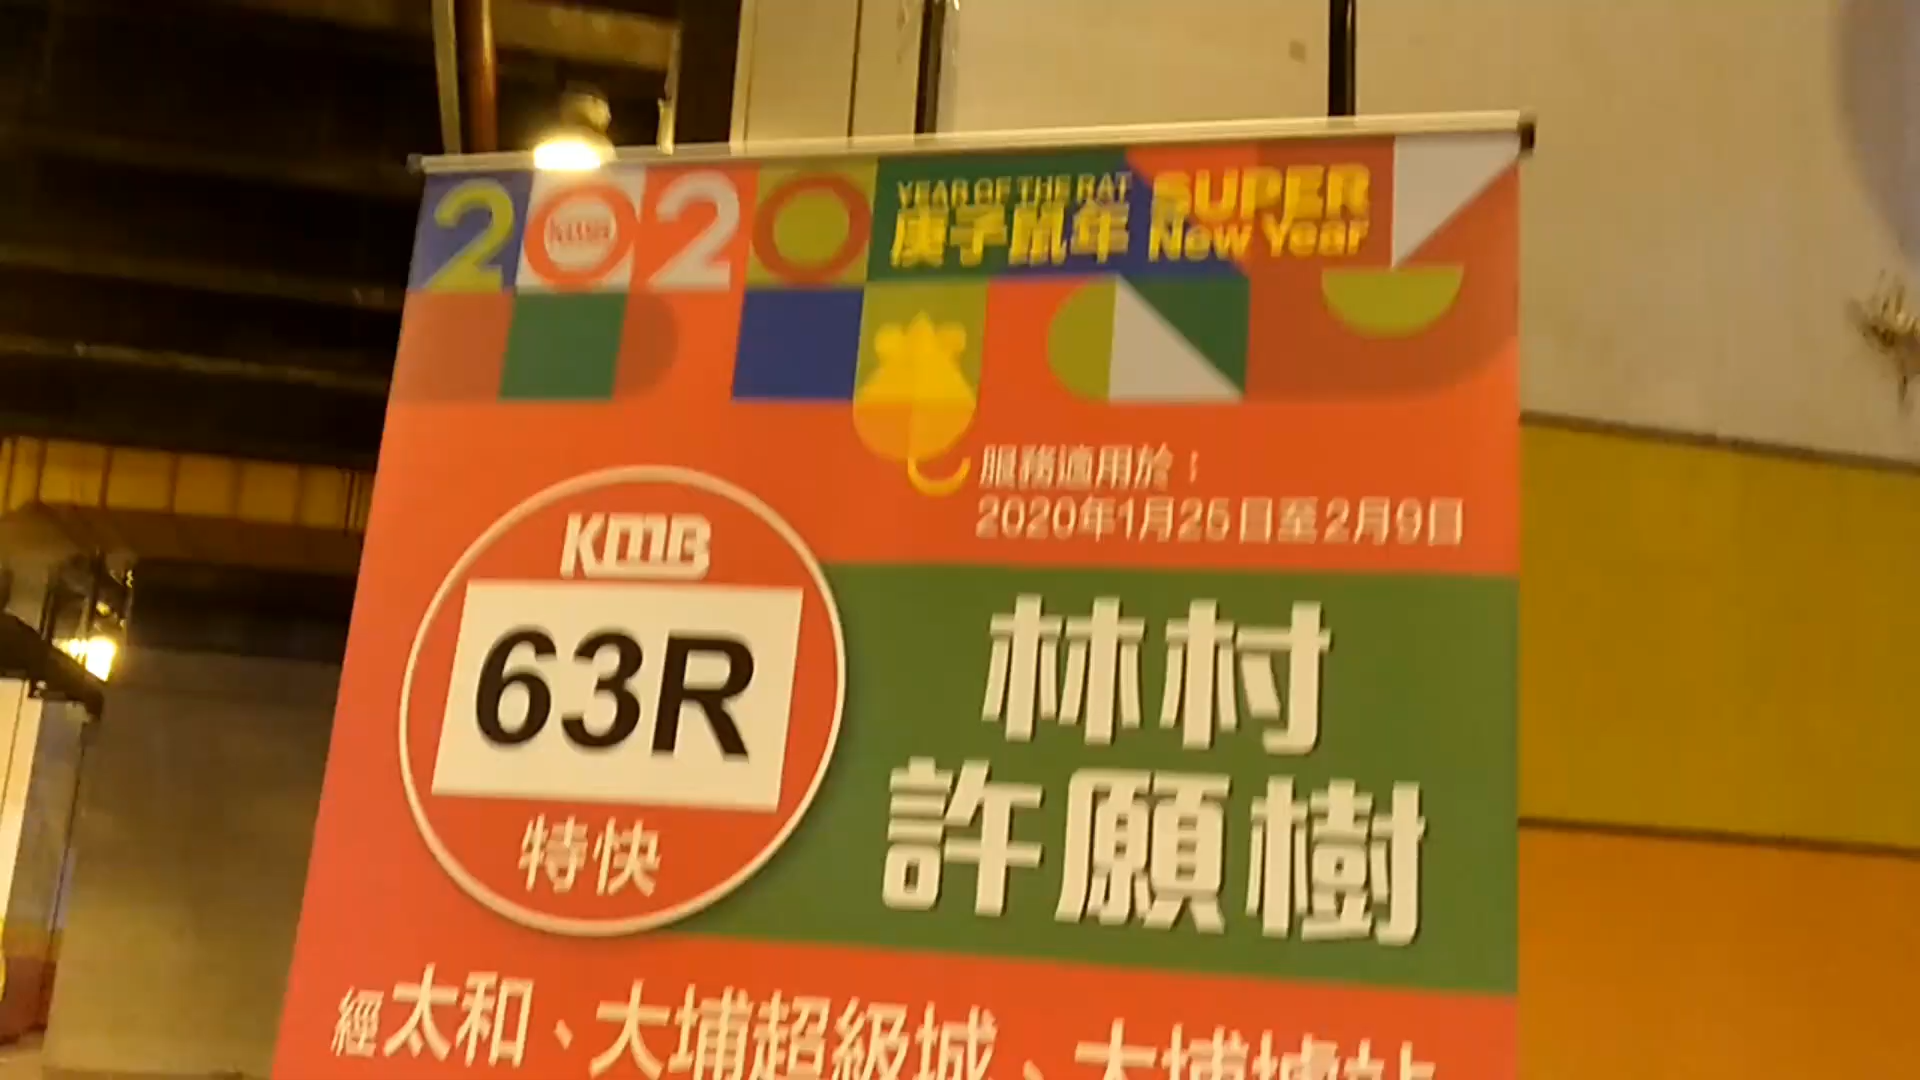 2020
YEAR OF THE RAT
庚子鼠年
SUPER
New Year
服務適用於：
2020年1月25日至2月9日
KMB
63R
特快
林村
許願樹
經太和、大埔超級城、大埔墟站